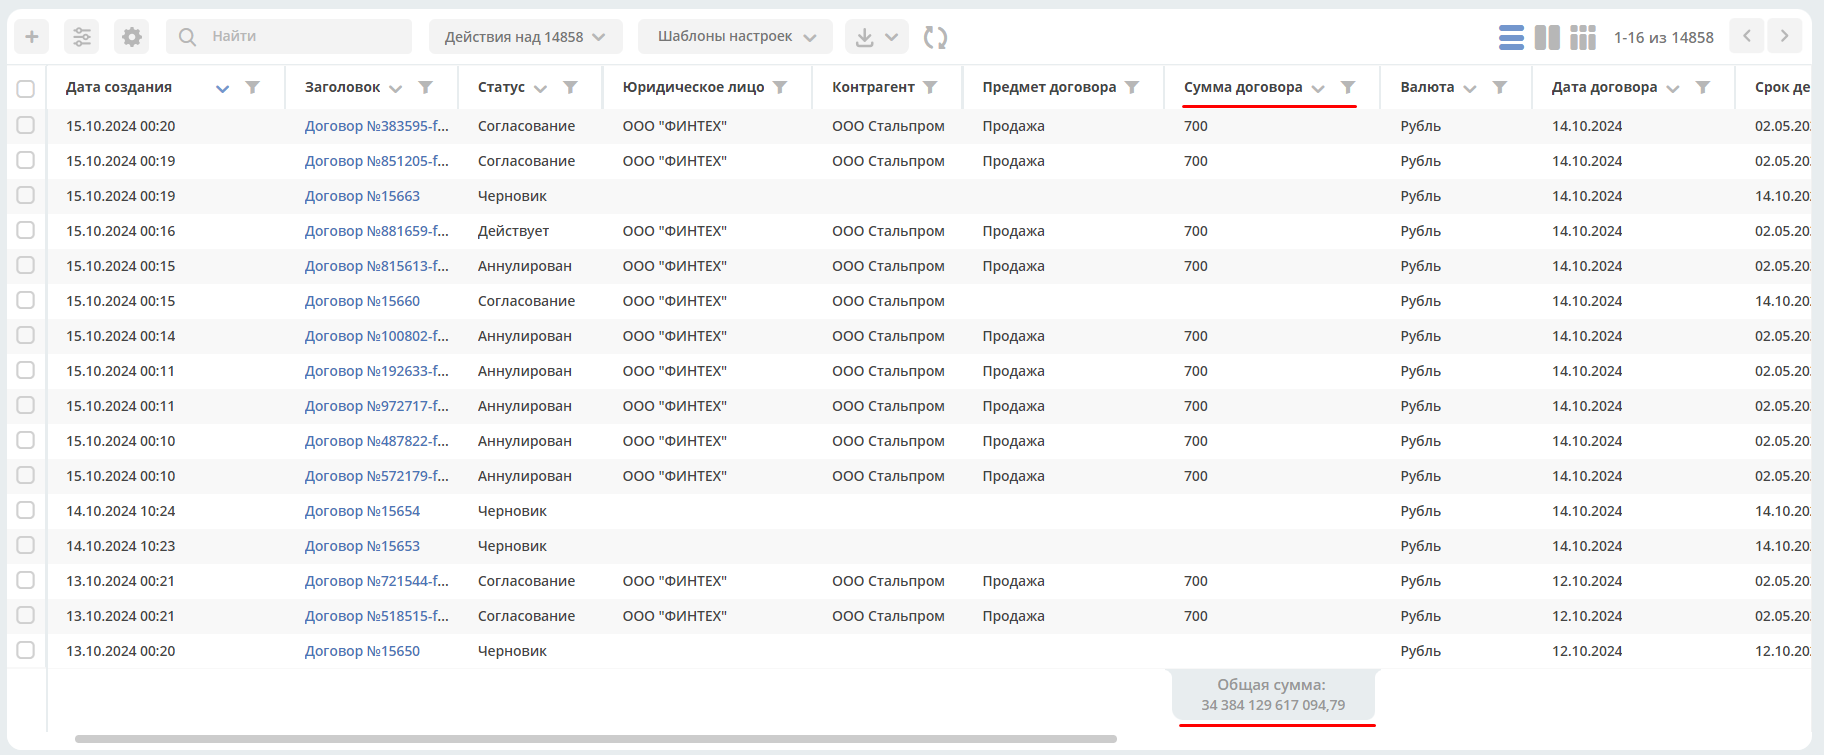 Найти Действия над 14858 Шаблоны настроек 1-16 из 14858
Дата создания Заголовок Статус Юридическое лицо Контрагент Предмет договора Сумма договора Валюта Дата договора Срок де
15.10.2024 00:20 Договор №383595-f... Согласование ООО "ФИНТЕХ" ООО Стальпром Продажа 700 Рубль 14.10.2024 02.05.20
15.10.2024 00:19 Договор №851205-f... Согласование ООО "ФИНТЕХ" ООО Стальпром Продажа 700 Рубль 14.10.2024 02.05.20
15.10.2024 00:19 Договор №15663 Черновик Рубль 14.10.2024 14.10.20
15.10.2024 00:16 Договор №881659-f... Действует ООО "ФИНТЕХ" ООО Стальпром Продажа 700 Рубль 14.10.2024 02.05.20
15.10.2024 00:15 Договор №815613-f... Аннулирован ООО "ФИНТЕХ" ООО Стальпром Продажа 700 Рубль 14.10.2024 02.05.20
15.10.2024 00:15 Договор №15660 Согласование ООО "ФИНТЕХ" ООО Стальпром Рубль 14.10.2024 14.10.20
15.10.2024 00:14 Договор №100802-f... Аннулирован ООО "ФИНТЕХ" ООО Стальпром Продажа 700 Рубль 14.10.2024 02.05.20
15.10.2024 00:11 Договор №192633-f... Аннулирован ООО "ФИНТЕХ" ООО Стальпром Продажа 700 Рубль 14.10.2024 02.05.20
15.10.2024 00:11 Договор №972717-f... Аннулирован ООО "ФИНТЕХ" ООО Стальпром Продажа 700 Рубль 14.10.2024 02.05.20
15.10.2024 00:10 Договор №487822-f... Аннулирован ООО "ФИНТЕХ" ООО Стальпром Продажа 700 Рубль 14.10.2024 02.05.20
15.10.2024 00:10 Договор №572179-f... Аннулирован ООО "ФИНТЕХ" ООО Стальпром Продажа 700 Рубль 14.10.2024 02.05.20
14.10.2024 10:24 Договор №15654 Черновик Рубль 14.10.2024 14.10.20
14.10.2024 10:23 Договор №15653 Черновик Рубль 14.10.2024 14.10.20
13.10.2024 00:21 Договор №721544-f... Согласование ООО "ФИНТЕХ" ООО Стальпром Продажа 700 Рубль 12.10.2024 02.05.20
13.10.2024 00:21 Договор №518515-f... Согласование ООО "ФИНТЕХ" ООО Стальпром Продажа 700 Рубль 12.10.2024 02.05.20
13.10.2024 00:20 Договор №15650 Черновик Рубль 12.10.2024 12.10.20
Общая сумма:
34 384 129 617 094,79